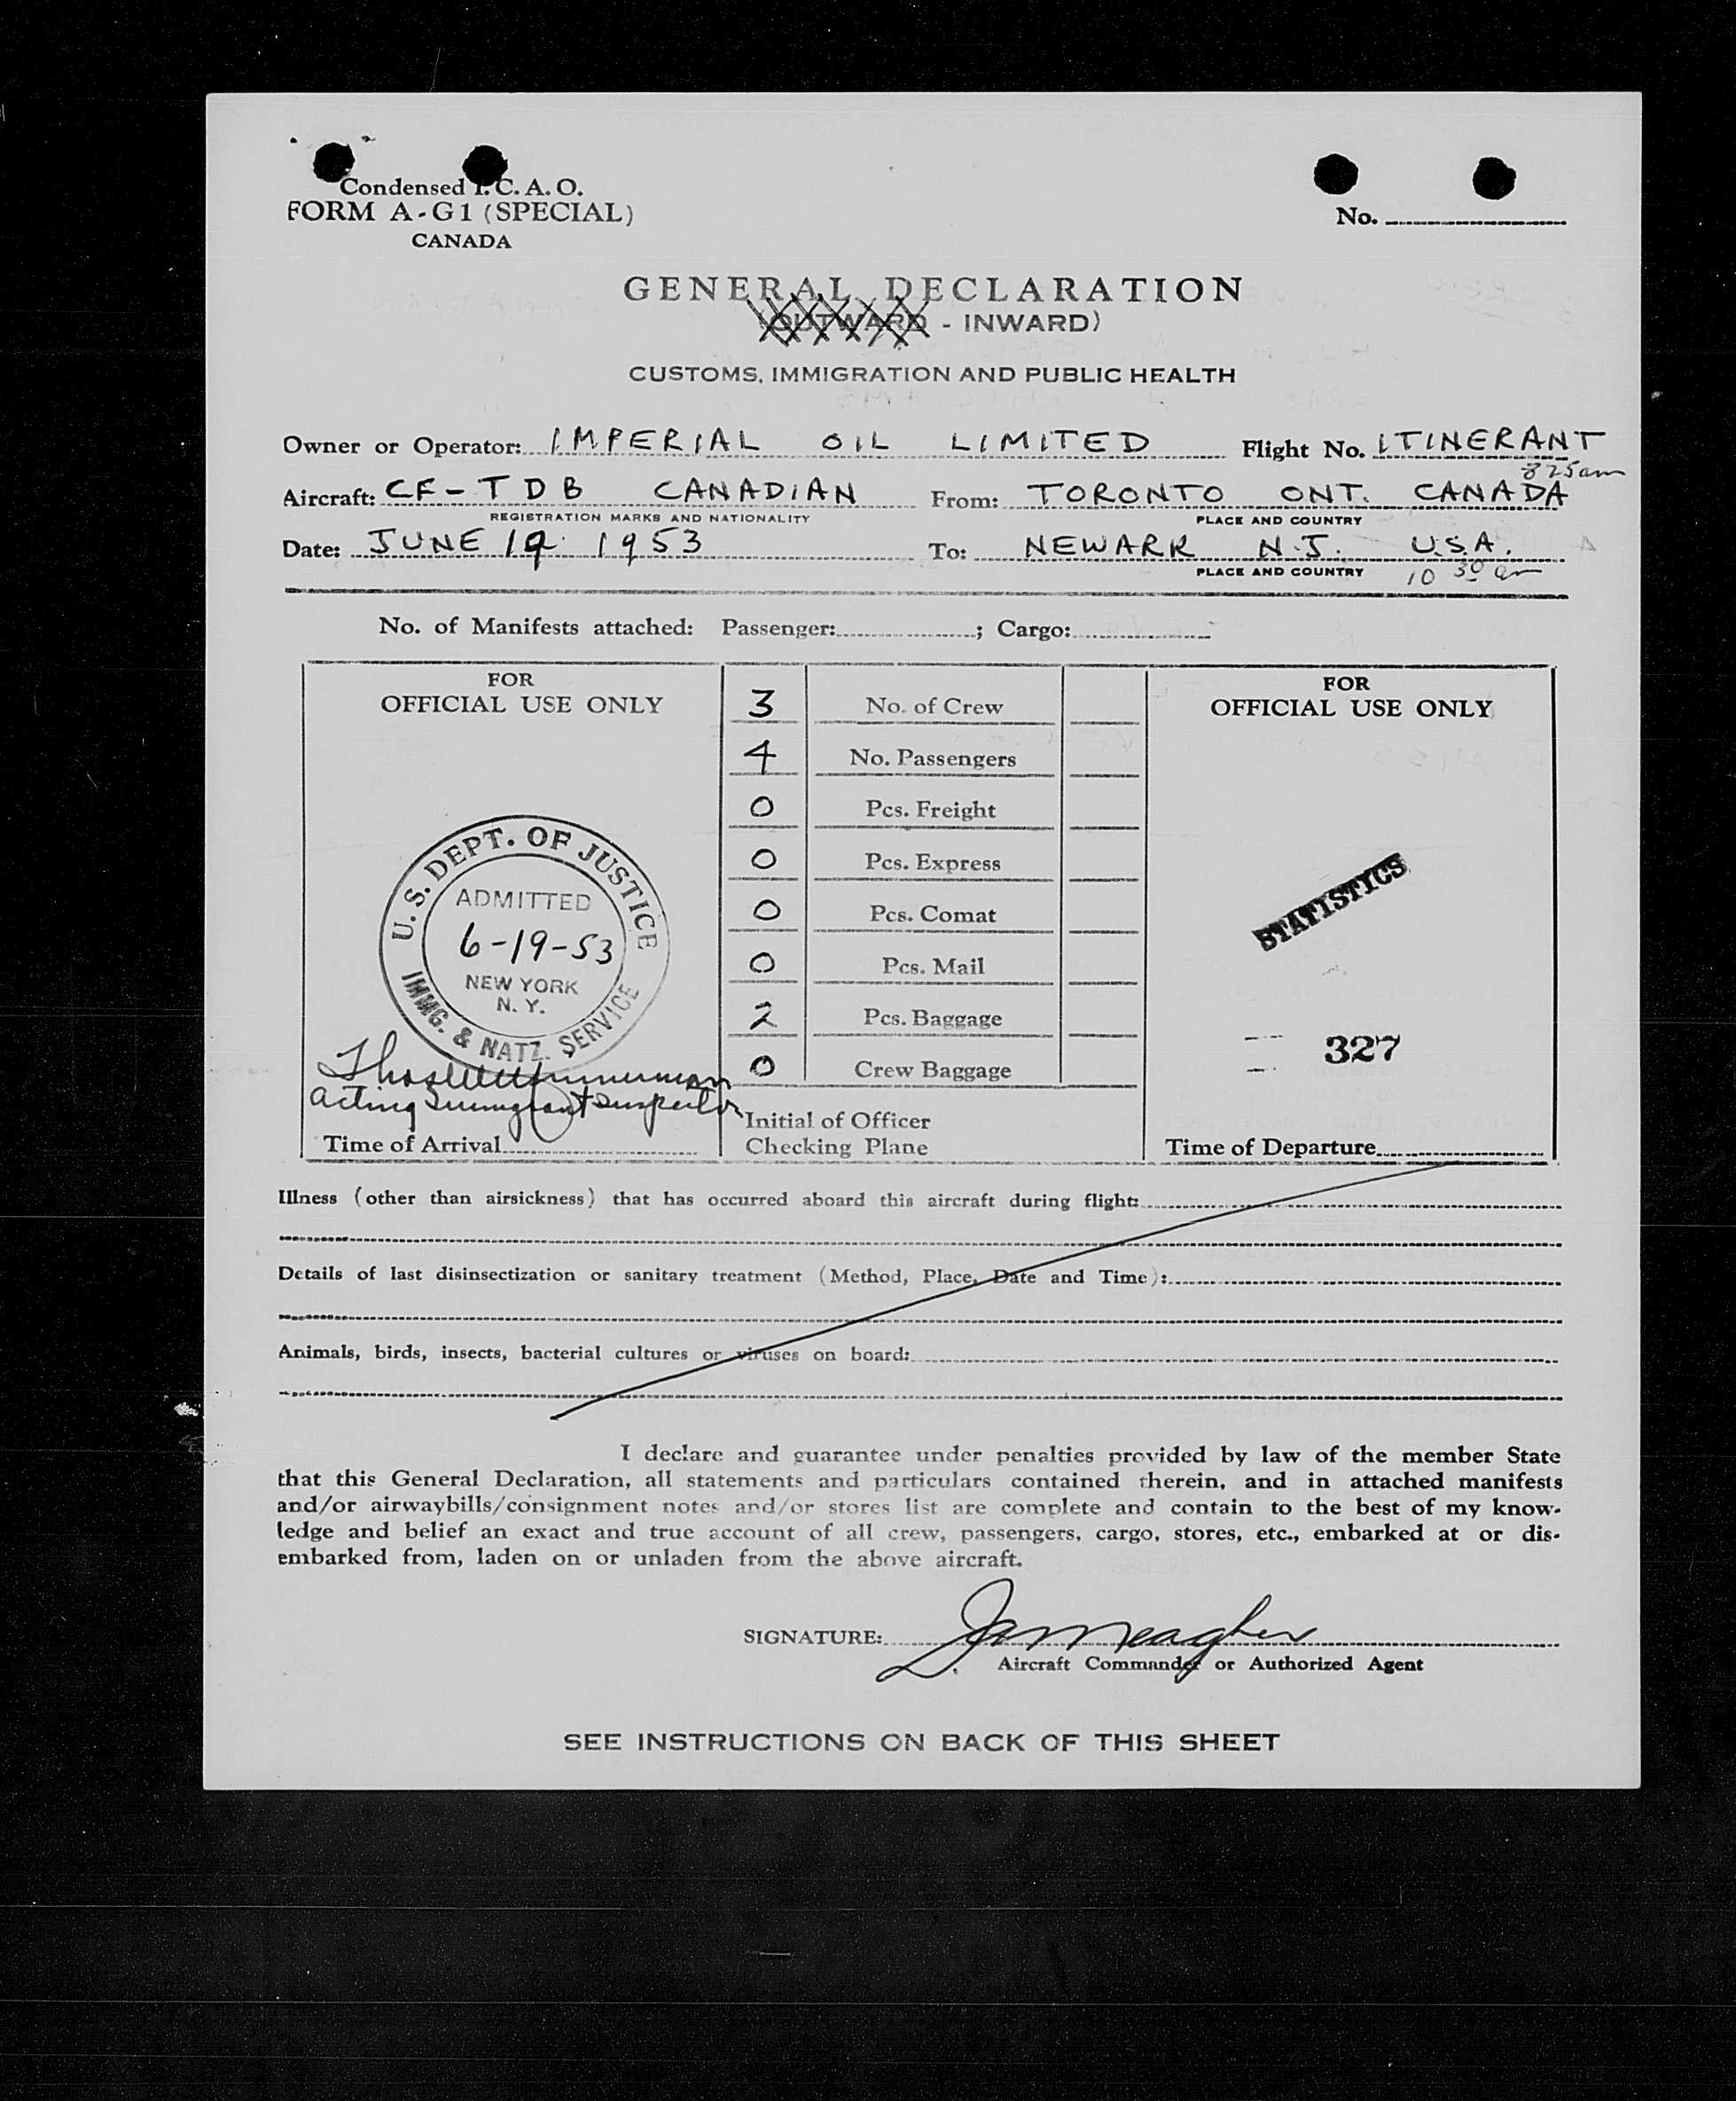 Condensed I.C.A.O.
FORM A-G1 (SPECIAL)
CANADA
No.
GENERAL DECLARATION
(OUTWARD - INWARD)
CUSTOMS, IMMIGRATION AND PUBLIC HEALTH
Owner or Operator: IMPERIAL OIL LIMITED Flight No. ITINERANT
825am
Aircraft: CF-TDB CANADIAN From: TORONTO ONT. CANADA
REGISTRATION MARKS AND NATIONALITY PLACE AND COUNTRY
Date: JUNE 19. 1953 To: NEWARK N.J. U.S.A.
PLACE AND COUNTRY 10 30 am
No. of Manifests attached: Passenger: ; Cargo:
FOR
OFFICIAL USE ONLY
U.S. DEPT. OF JUSTICE
ADMITTED
6-19-53
NEW YORK
N. Y.
IMMG. & NATZ. SERVICE
Acting Immigrant Inspector
Time of Arrival
3 No. of Crew
4 No. Passengers
0 Pcs. Freight
0 Pcs. Express
0 Pcs. Comat
0 Pcs. Mail
2 Pcs. Baggage
0 Crew Baggage
Initial of Officer
Checking Plane
FOR
OFFICIAL USE ONLY
STATISTICS
327
Time of Departure
Illness (other than airsickness) that has occurred aboard this aircraft during flight:
Details of last disinsectization or sanitary treatment (Method, Place, Date and Time):
Animals, birds, insects, bacterial cultures or viruses on board:
I declare and guarantee under penalties provided by law of the member State
that this General Declaration, all statements and particulars contained therein, and in attached manifests
and/or airwaybills/consignment notes and/or stores list are complete and contain to the best of my know-
ledge and belief an exact and true account of all crew, passengers, cargo, stores, etc., embarked at or dis-
embarked from, laden on or unladen from the above aircraft.
SIGNATURE: Meagher
Aircraft Commander or Authorized Agent
SEE INSTRUCTIONS ON BACK OF THIS SHEET